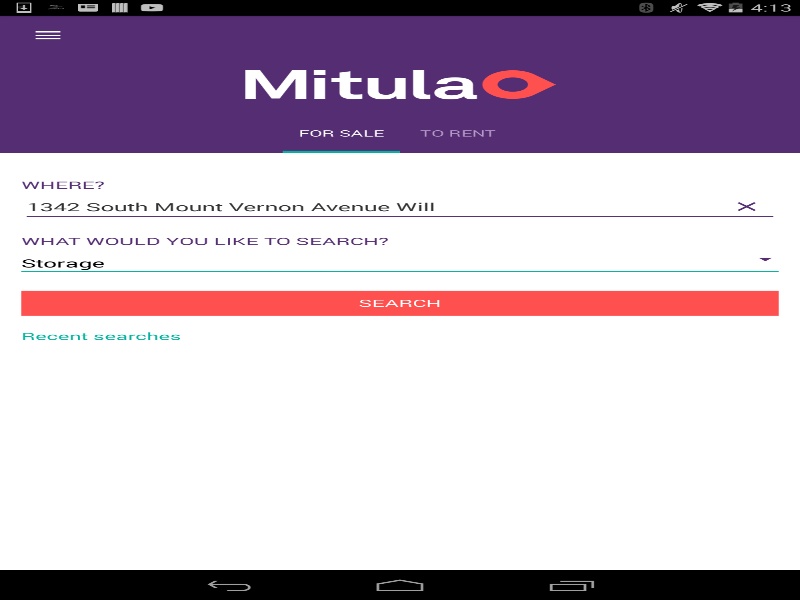 4:13
Mitula
FOR SALE TO RENT
WHERE?
1342 South Mount Vernon Avenue Will
WHAT WOULD YOU LIKE TO SEARCH?
Storage
SEARCH
Recent searches